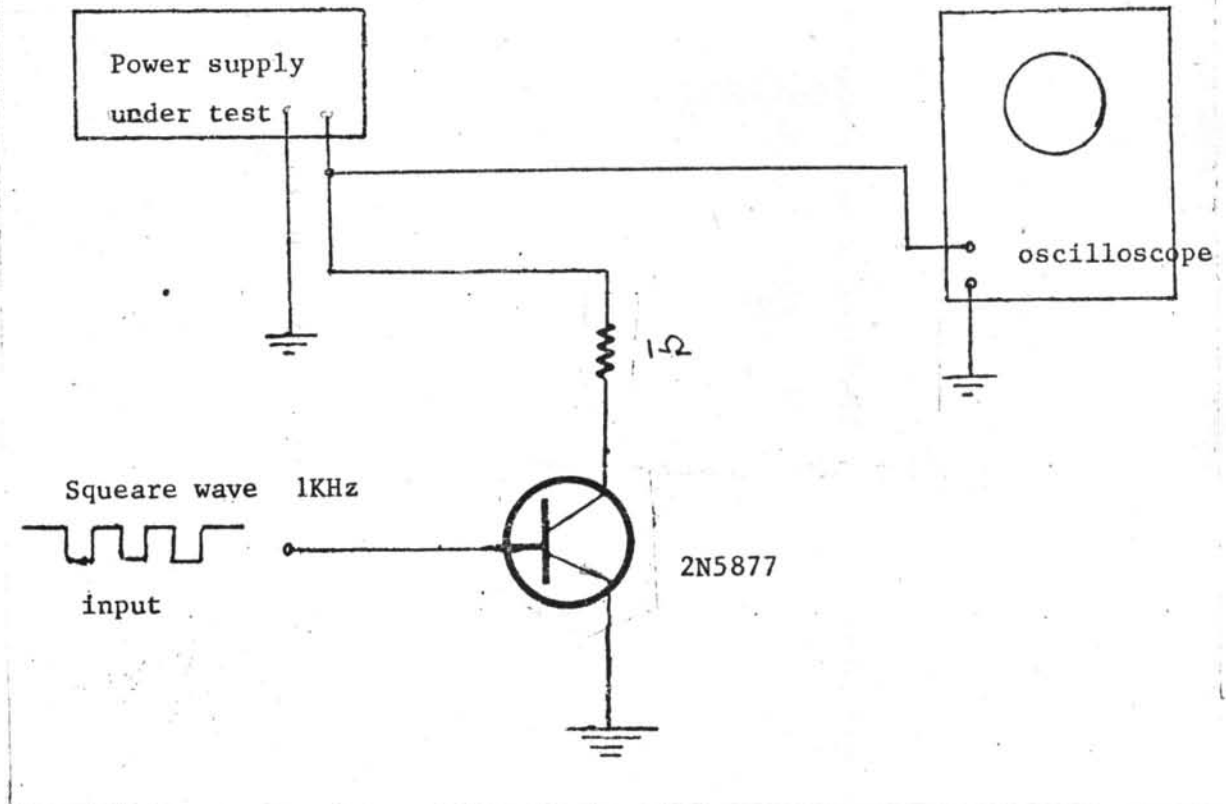 Power supply
under test
oscilloscope
1Ω
Squeare wave 1KHz
input
2N5877